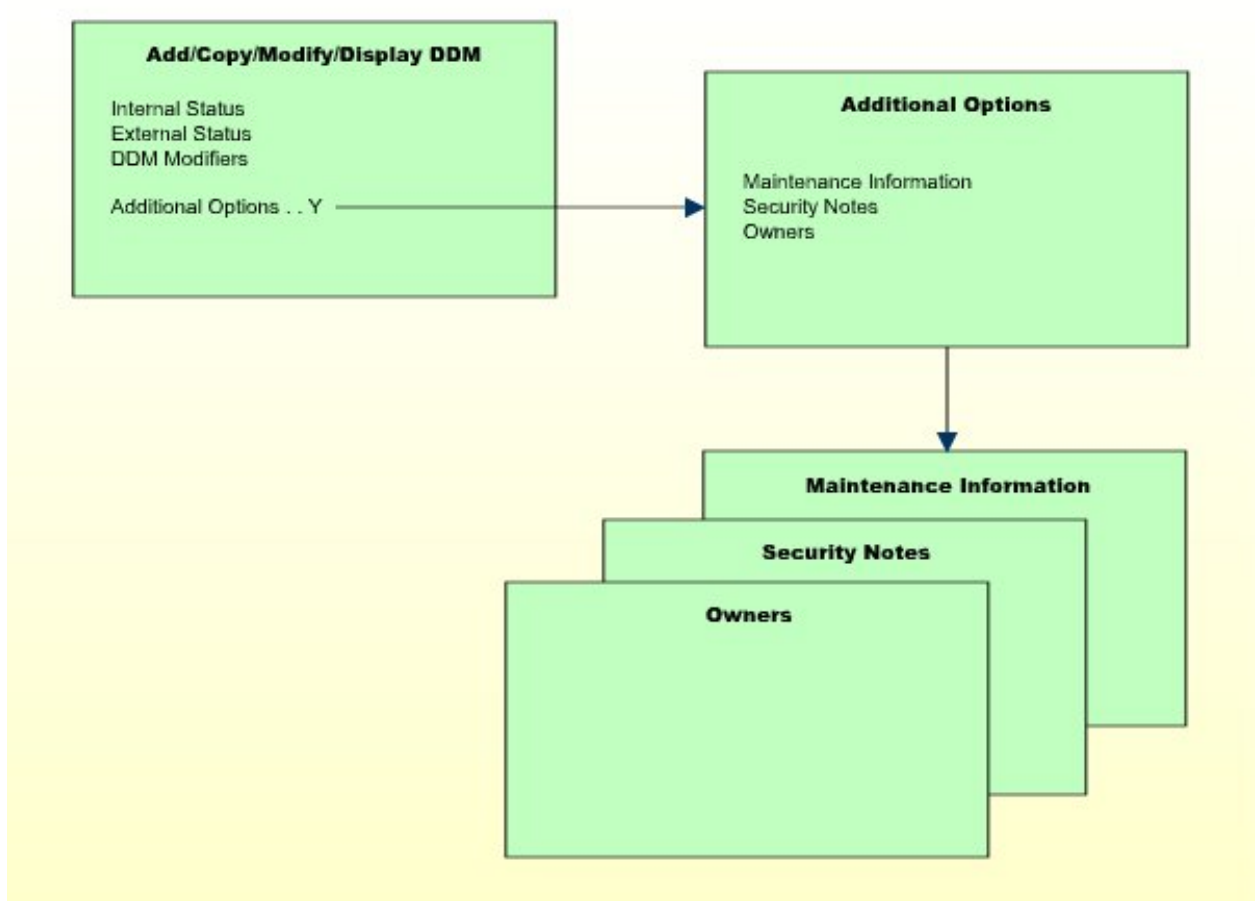 Add/Copy/Modify/Display DDM
Internal Status
External Status
DDM Modifiers
Additional Options . . Y
Additional Options
Maintenance Information
Security Notes
Owners
Maintenance Information
Security Notes
Owners